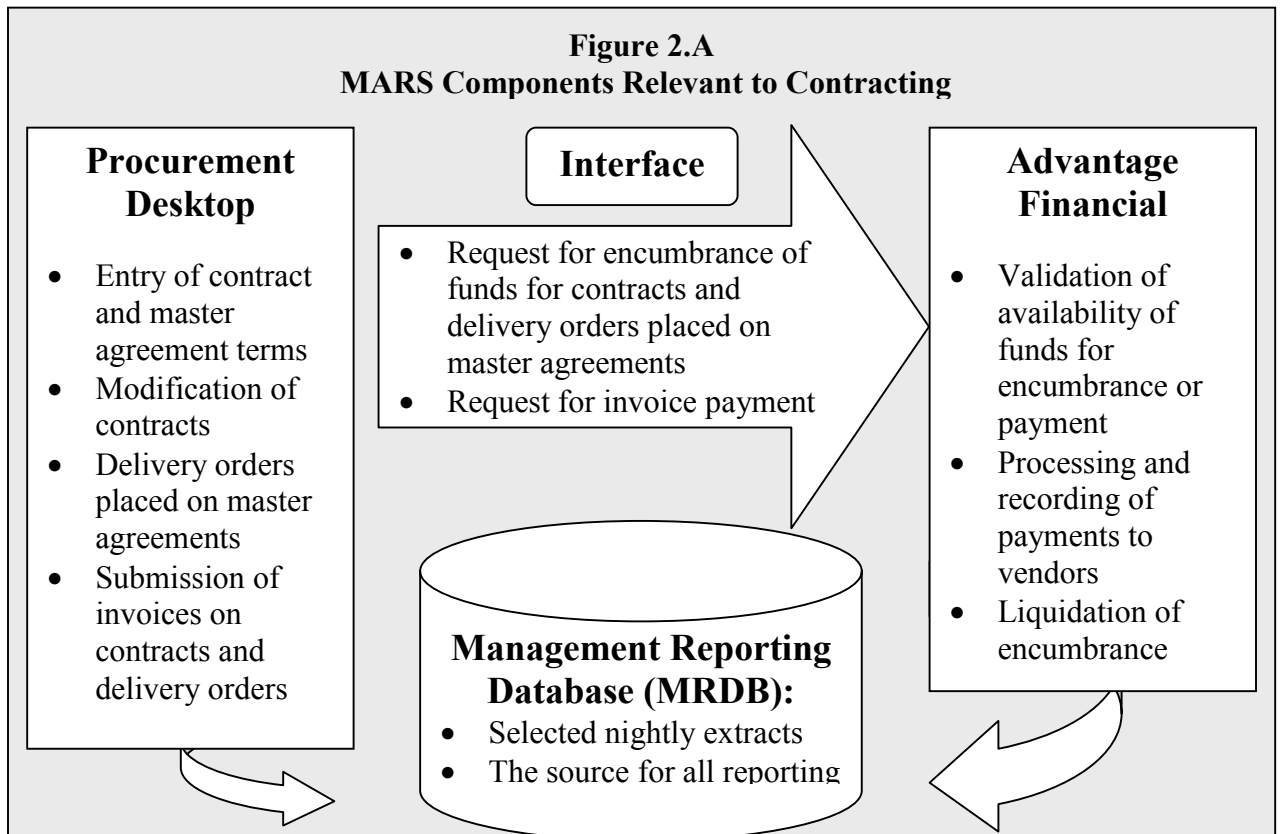 Figure 2.A
MARS Components Relevant to Contracting
Procurement
Desktop
• Entry of contract
and master
agreement terms
• Modification of
contracts
• Delivery orders
placed on master
agreements
• Submission of
invoices on
contracts and
delivery orders
Interface
• Request for encumbrance of
funds for contracts and
delivery orders placed on
master agreements
• Request for invoice payment
Advantage
Financial
• Validation of
availability of
funds for
encumbrance or
payment
• Processing and
recording of
payments to
vendors
• Liquidation of
encumbrance
Management Reporting
Database (MRDB):
• Selected nightly extracts
• The source for all reporting